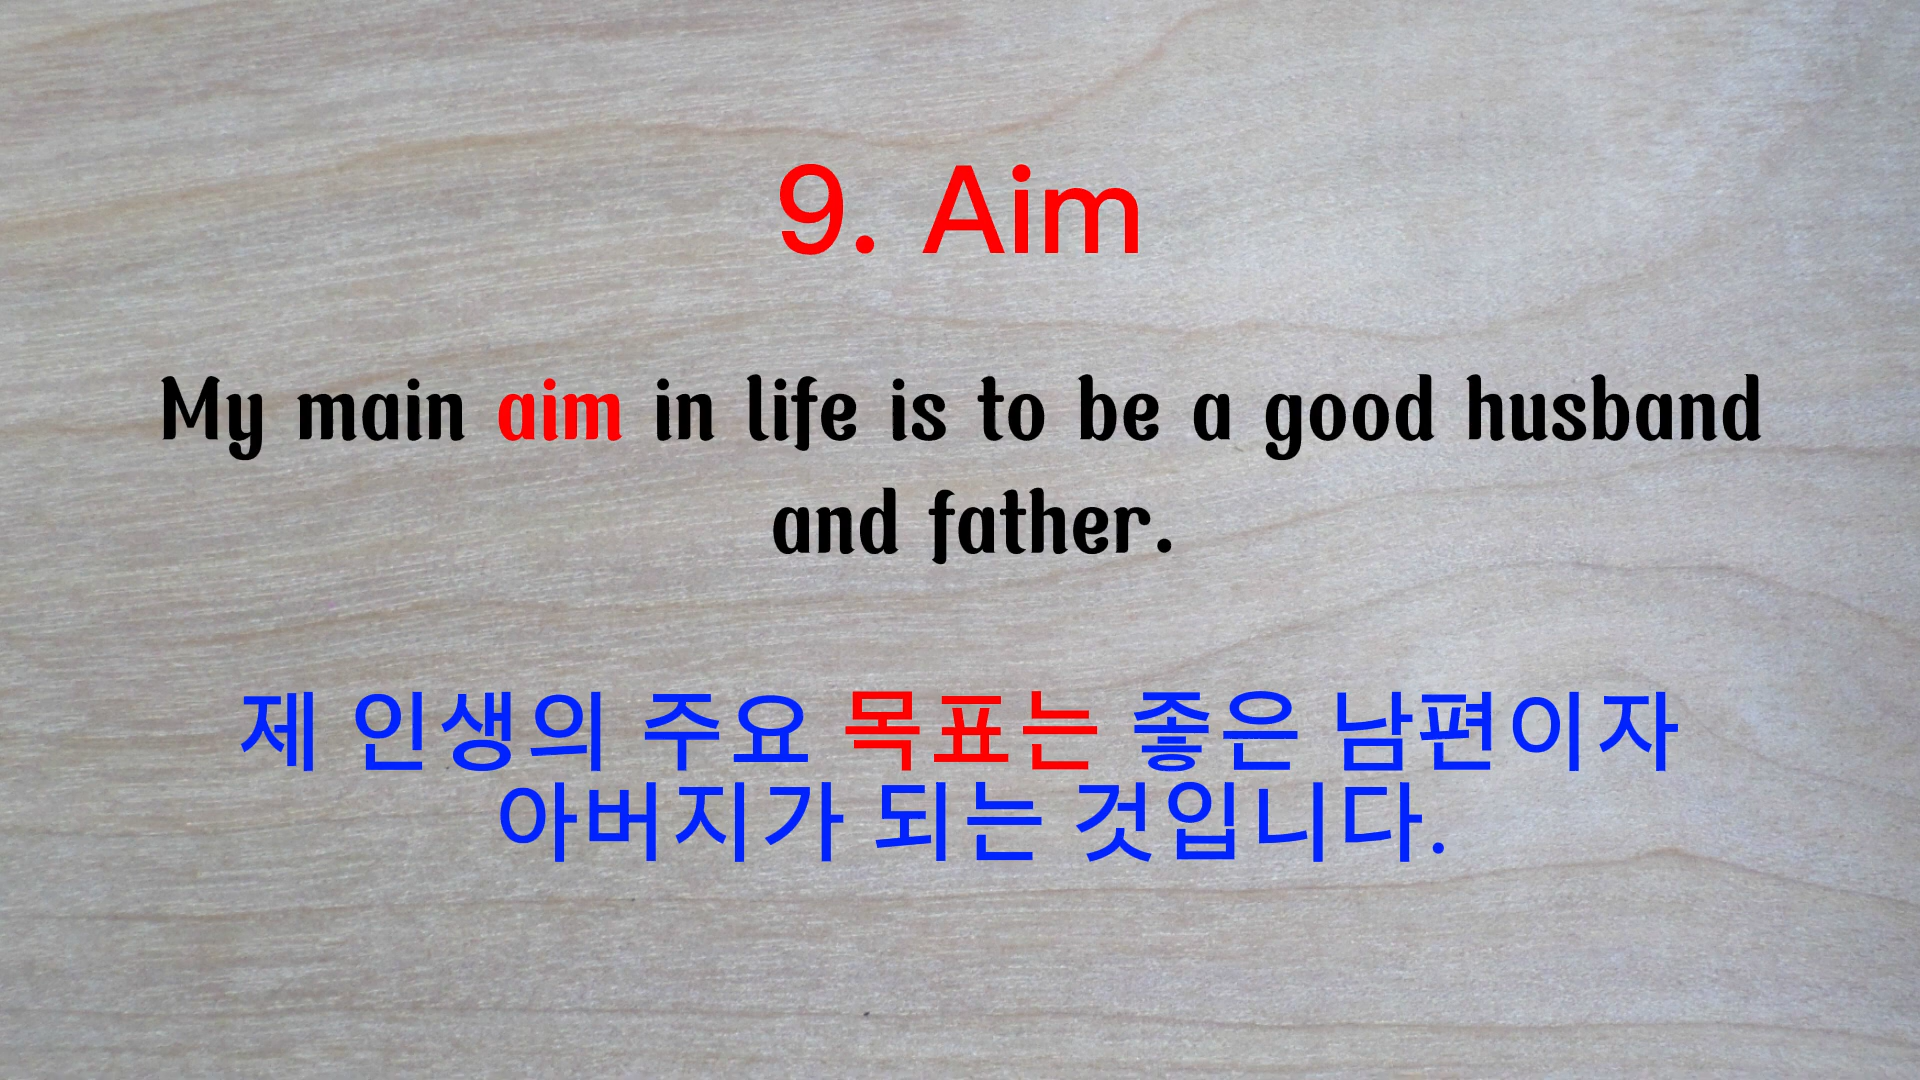 9. Aim
My main aim in life is to be a good husband
and father.
제 인생의 주요 목표는 좋은 남편이자
아버지가 되는 것입니다.